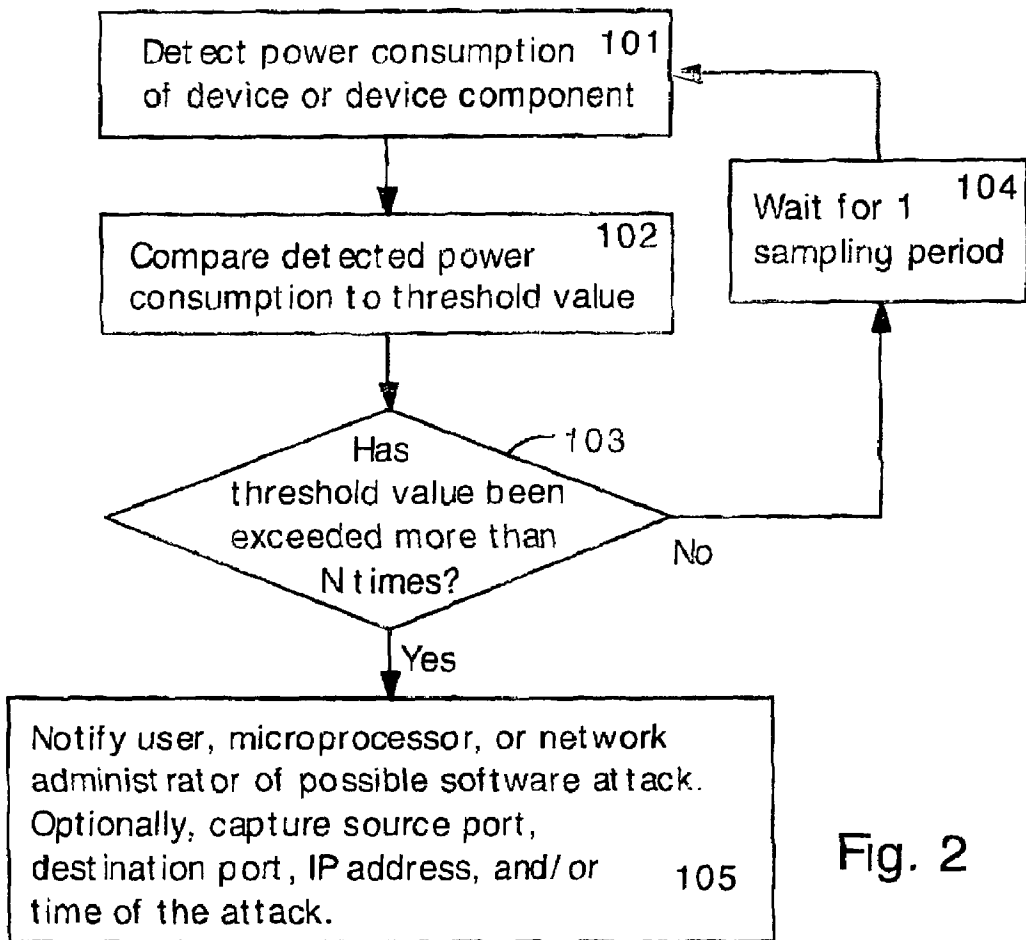 Detect power consumption 101
of device or device component
Compare detected power 102
consumption to threshold value
Has
threshold value been
exceeded more than
N times?
103
No
Wait for 1 104
sampling period
Yes
Notify user, microprocessor, or network
administrator of possible software attack.
Optionally, capture source port,
destination port, IP address, and/or
time of the attack. 105
Fig. 2